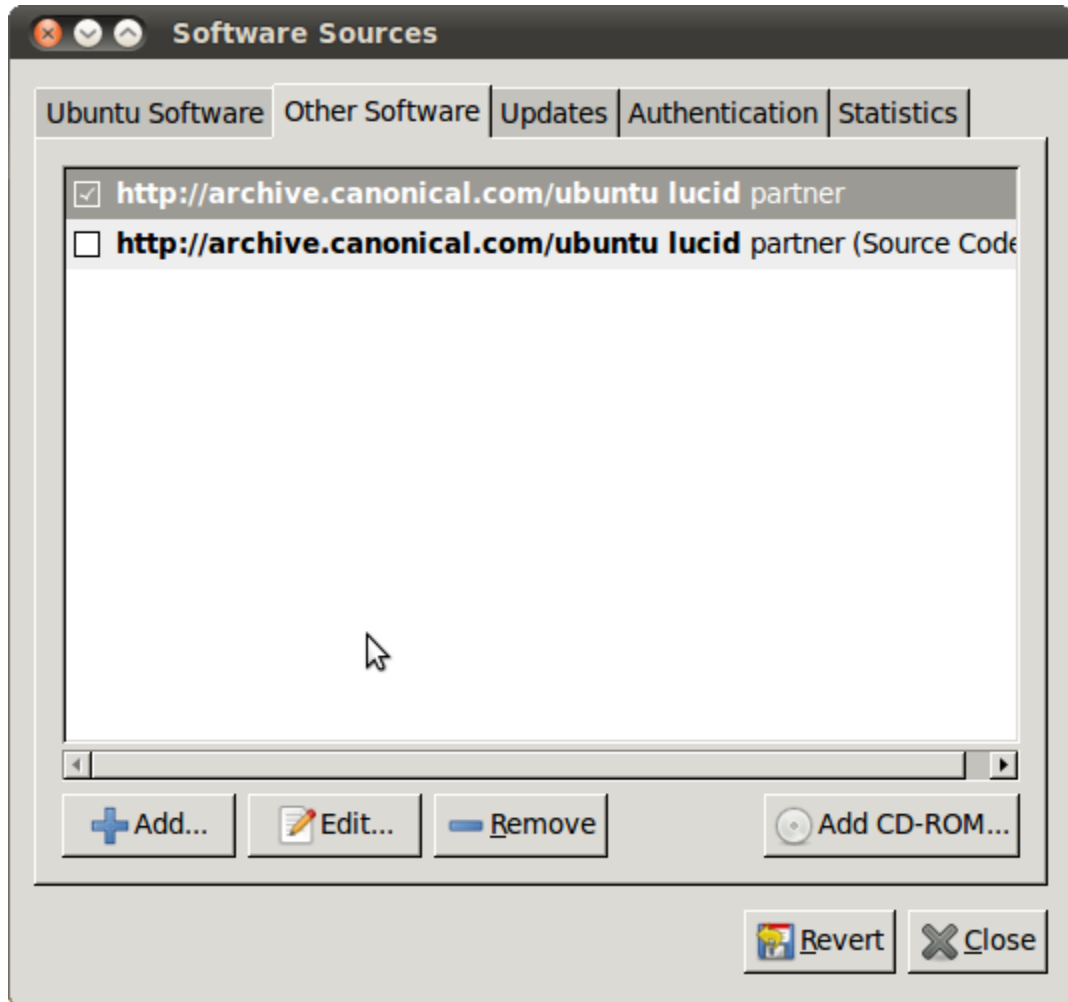 Software Sources
Ubuntu Software Other Software Updates Authentication Statistics
http://archive.canonical.com/ubuntu lucid partner
http://archive.canonical.com/ubuntu lucid partner (Source Code
Add... Edit... Remove Add CD-ROM...
Revert Close